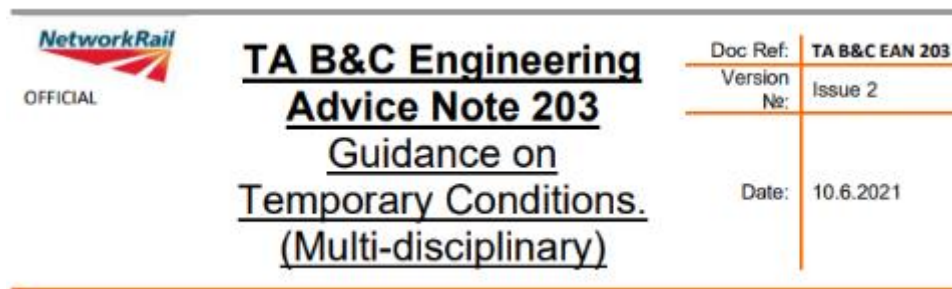 NetworkRail
OFFICIAL
TA B&C Engineering
Advice Note 203
Guidance on
Temporary Conditions.
(Multi-disciplinary)
Doc Ref: TA B&C EAN 203
Version
№: Issue 2
Date: 10.6.2021